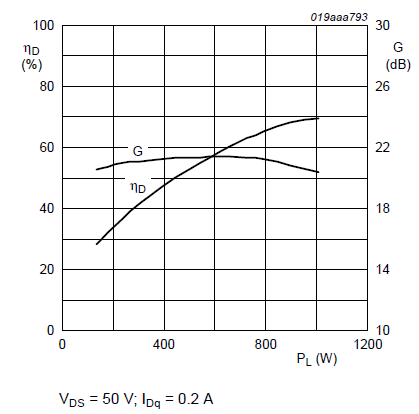 019aaa793
100 30
ηD G
(%) (dB)
80 26
60 22
G
ηD
40 18
20 14
0 10
0 400 800 1200
PL (W)
VDS = 50 V; IDq = 0.2 A